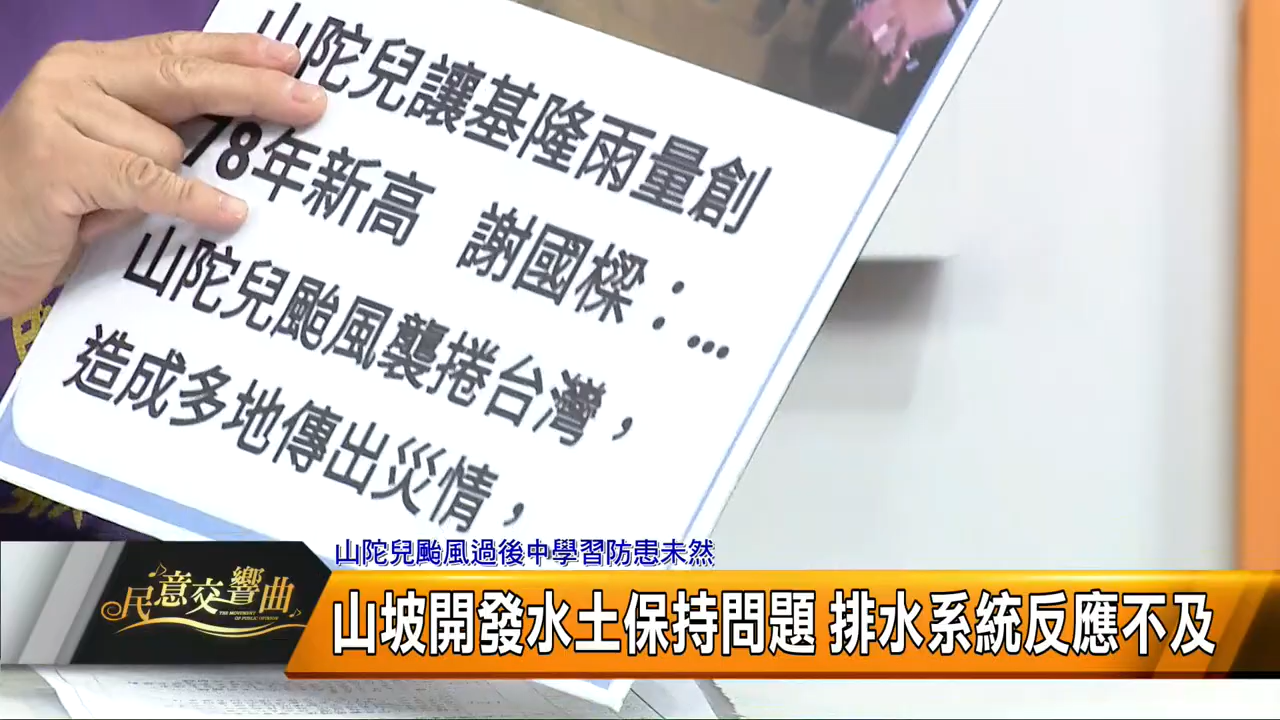 山陀兒讓基隆雨量創
78年新高 謝國樑：...
山陀兒颱風襲捲台灣，
造成多地傳出災情，
山陀兒颱風過後中學習防患未然
民意交響曲
THE MOVEMENT
OF PUBLIC OPINION
山坡開發水土保持問題 排水系統反應不及